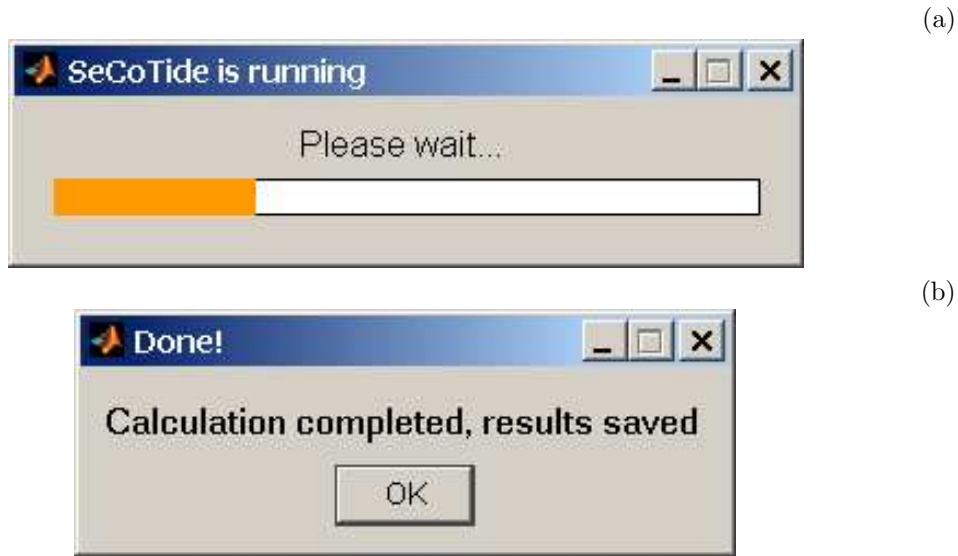 (a)
SeCoTide is running
Please wait...
(b)
Done!
Calculation completed, results saved
OK